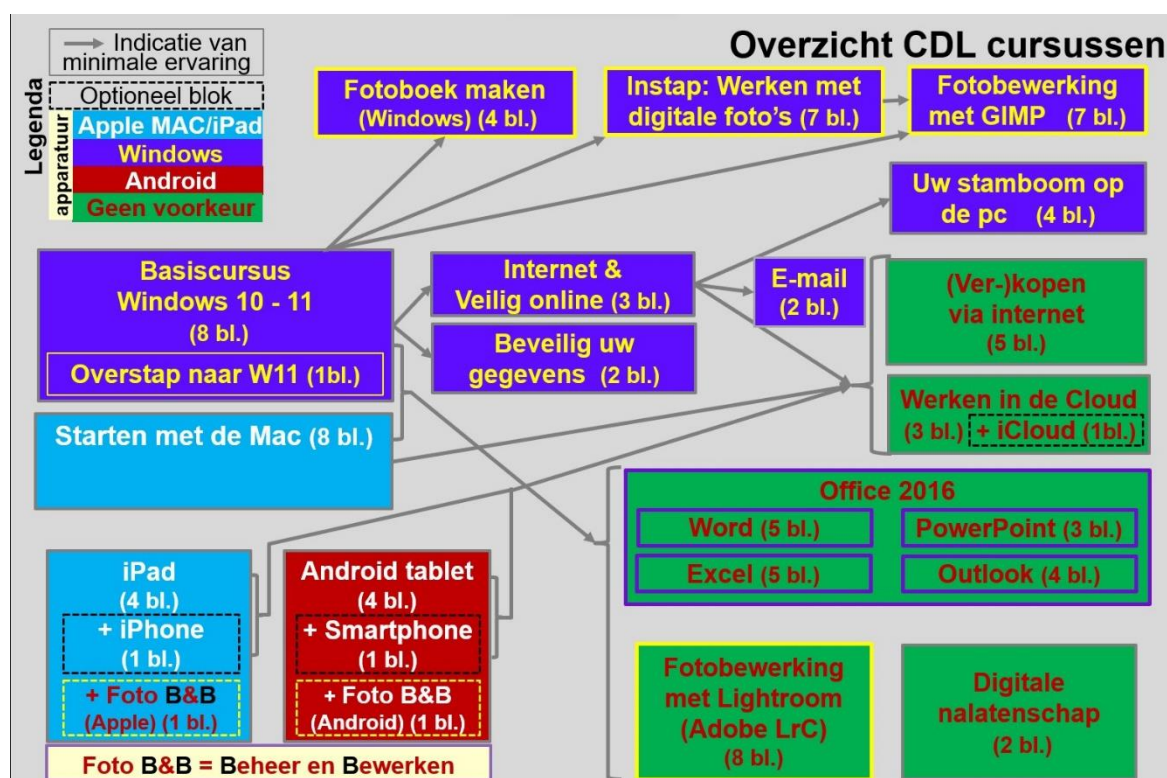 Overzicht CDL cursussen
Legenda
Indicatie van
minimale ervaring
Optioneel blok
apparatuur
Apple MAC/iPad
Windows
Android
Geen voorkeur
Fotoboek maken
(Windows) (4 bl.)
Instap: Werken met
digitale foto's (7 bl.)
Fotobewerking
met GIMP (7 bl.)
Uw stamboom op
de pc (4 bl.)
Basiscursus
Windows 10 - 11
(8 bl.)
Overstap naar W11 (1bl.)
Internet &
Veilig online (3 bl.)
E-mail
(2 bl.)
Beveilig uw
gegevens (2 bl.)
(Ver-)kopen
via internet
(5 bl.)
Starten met de Mac (8 bl.)
Werken in de Cloud
(3 bl.) + iCloud (1bl.)
Office 2016
Word (5 bl.)
PowerPoint (3 bl.)
Excel (5 bl.)
Outlook (4 bl.)
iPad
(4 bl.)
+ iPhone
(1 bl.)
+ Foto B&B
(Apple) (1 bl.)
Android tablet
(4 bl.)
+ Smartphone
(1 bl.)
+ Foto B&B
(Android) (1 bl.)
Foto B&B = Beheer en Bewerken
Fotobewerking
met Lightroom
(Adobe LrC)
(8 bl.)
Digitale
nalatenschap
(2 bl.)